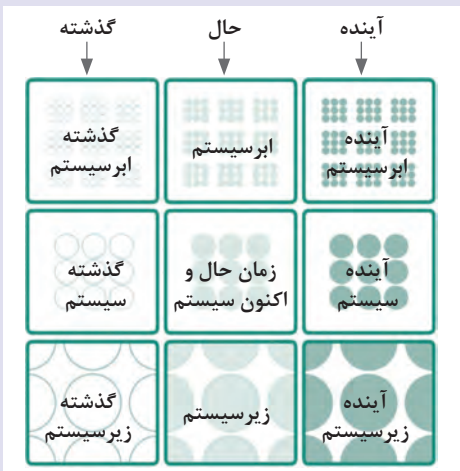 آینده
حال
گذشته
آینده
ابرسیستم
ابرسیستم
گذشته
ابرسیستم
آینده
سیستم
زمان حال و
اکنون سیستم
گذشته
سیستم
آینده
زیرسیستم
زیرسیستم
گذشته
زیرسیستم